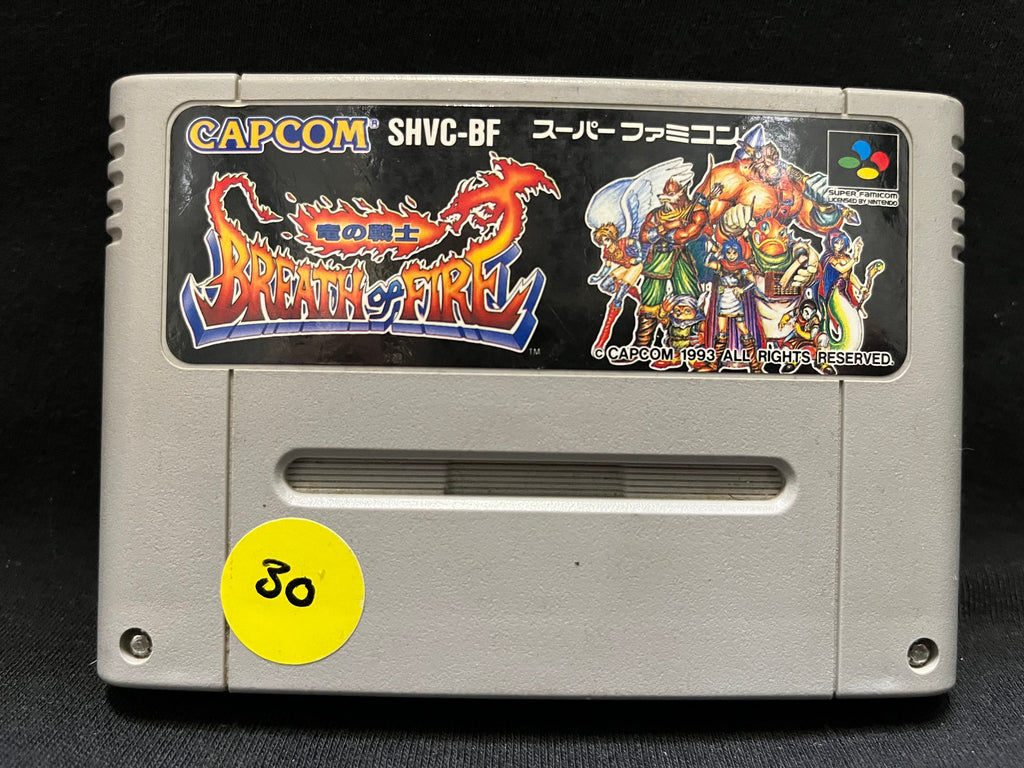 CAPCOM® SHVC-BF スーパーファミコン
竜の戦士
BREATH of FIRE
TM
SUPER FAMICOM
LICENSED BY NINTENDO
© CAPCOM 1993 ALL RIGHTS RESERVED.
30